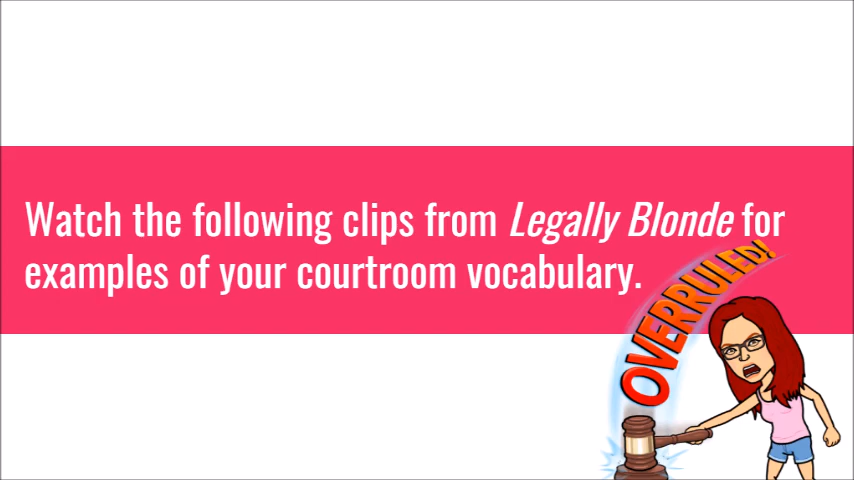 Watch the following clips from Legally Blonde for
examples of your courtroom vocabulary.
OVERRULED!